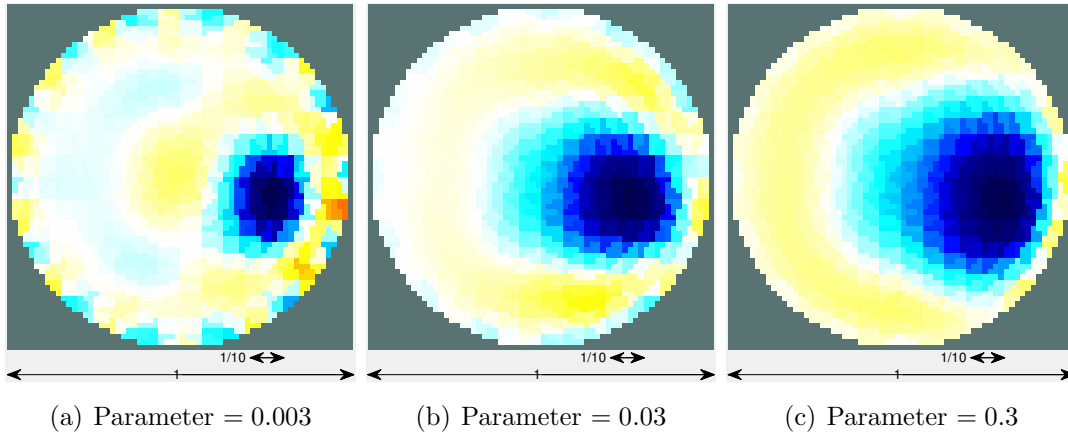 1/10 1/10 1/10
1 1 1
(a) Parameter = 0.003 (b) Parameter = 0.03 (c) Parameter = 0.3